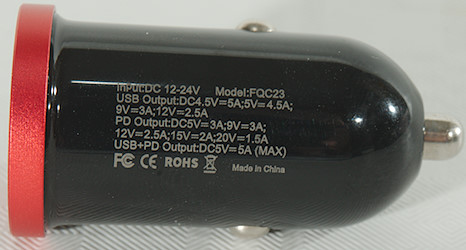 Input:DC 12-24V Model:FQC23
USB Output:DC4.5V=5A;5V=4.5A;
9V=3A;12V=2.5A
PD Output:DC5V=3A;9V=3A;
12V=2.5A;15V=2A;20V=1.5A
USB+PD Output:DC5V=5A (MAX)
FC CE ROHS Made in China